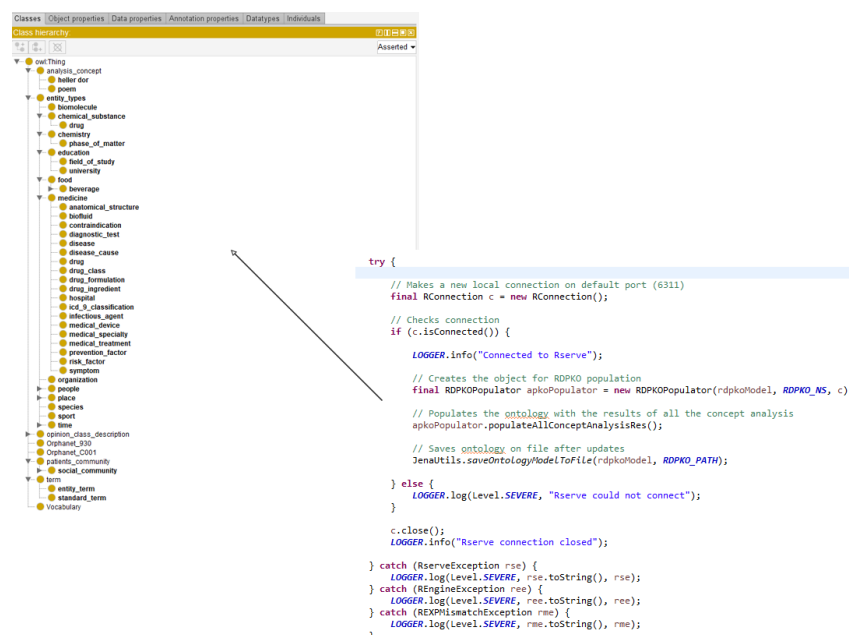 Classes Object properties Data properties Annotation properties Datatypes Individuals
Class hierarchy:
Asserted
owl:Thing
analysis_concept
heller dor
poem
entity_types
biomolecule
chemical_substance
drug
chemistry
phase_of_matter
education
field_of_study
university
food
beverage
medicine
anatomical_structure
biofluid
contraindication
diagnostic_test
disease
disease_cause
drug
drug_class
drug_formulation
drug_ingredient
hospital
icd_9_classification
infectious_agent
medical_device
medical_specialty
medical_treatment
prevention_factor
risk_factor
symptom
organization
people
place
species
sport
time
opinion_class_description
Orphanet_930
Orphanet_C001
patients_community
social_community
term
entity_term
standard_term
Vocabulary
try {
// Makes a new local connection on default port (6311)
final RConnection c = new RConnection();
// Checks connection
if (c.isConnected()) {
LOGGER.info("Connected to Rserve");
// Creates the object for RDPKO population
final RDPKOPopulator apkoPopulator = new RDPKOPopulator(rdpkoModel, RDPKO_NS, c)
// Populates the ontology with the results of all the concept analysis
apkoPopulator.populateAllConceptAnalysisRes();
// Saves ontology on file after updates
JenaUtils.saveOntologyModelToFile(rdpkoModel, RDPKO_PATH);
} else {
LOGGER.log(Level.SEVERE, "Rserve could not connect");
}
c.close();
LOGGER.info("Rserve connection closed");
} catch (RserveException rse) {
LOGGER.log(Level.SEVERE, rse.toString(), rse);
} catch (REngineException ree) {
LOGGER.log(Level.SEVERE, ree.toString(), ree);
} catch (REXPMismatchException rme) {
LOGGER.log(Level.SEVERE, rme.toString(), rme);
}